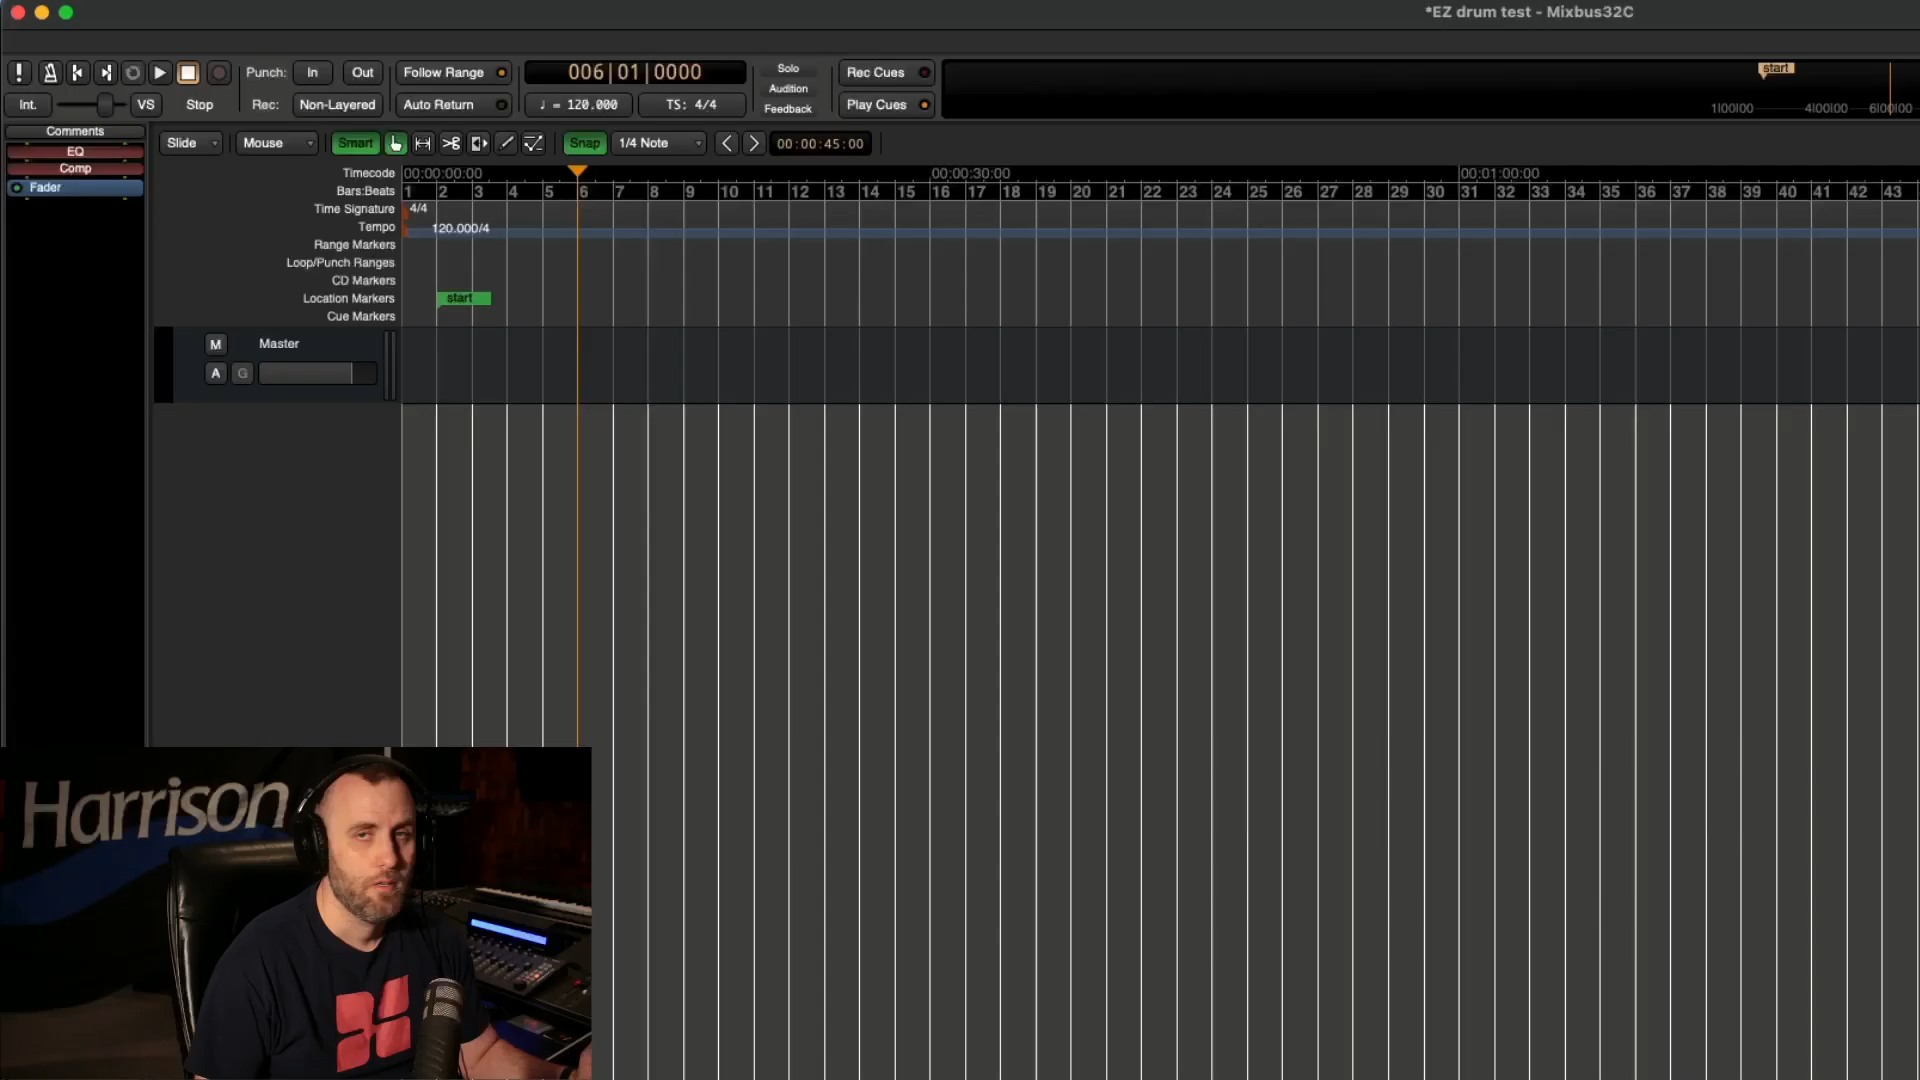 *EZ drum test - Mixbus32C
Punch: In Out Follow Range 006|01|0000 Solo Rec Cues start
Audition
Int. VS Stop Rec: Non-Layered Auto Return ♩ = 120.000 TS: 4/4 Feedback Play Cues 1|00|00 4|00|00 6|00|00
Comments
Slide Mouse Smart Snap 1/4 Note 00:00:45:00
EQ
Comp
Fader
Timecode 00:00:00:00 00:00:30:00 00:01:00:00
Bars:Beats 1 2 3 4 5 6 7 8 9 10 11 12 13 14 15 16 17 18 19 20 21 22 23 24 25 26 27 28 29 30 31 32 33 34 35 36 37 38 39 40 41 42 43
Time Signature 4/4
Tempo 120.000/4
Range Markers
Loop/Punch Ranges
CD Markers
Location Markers start
Cue Markers
M Master
A G
Harrison